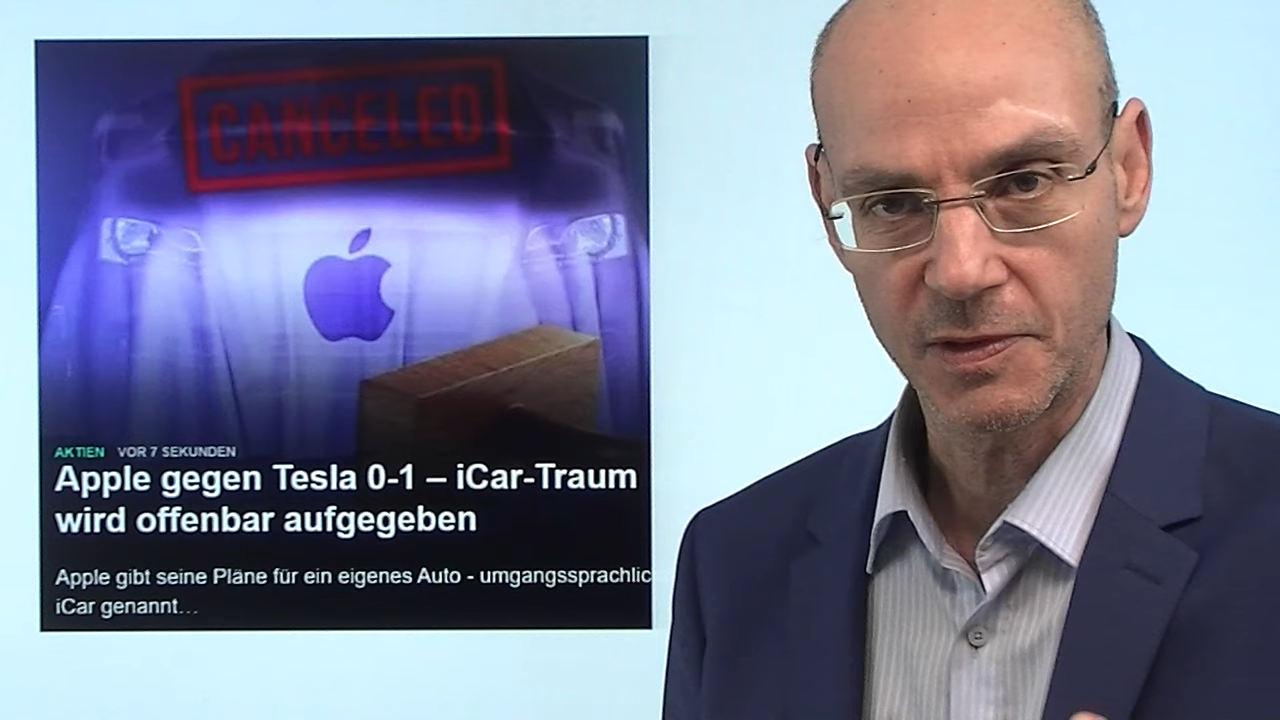 CANCELED
AKTIEN VOR 7 SEKUNDEN
Apple gegen Tesla 0-1 – iCar-Traum
wird offenbar aufgegeben
Apple gibt seine Pläne für ein eigenes Auto - umgangssprachlic
iCar genannt...